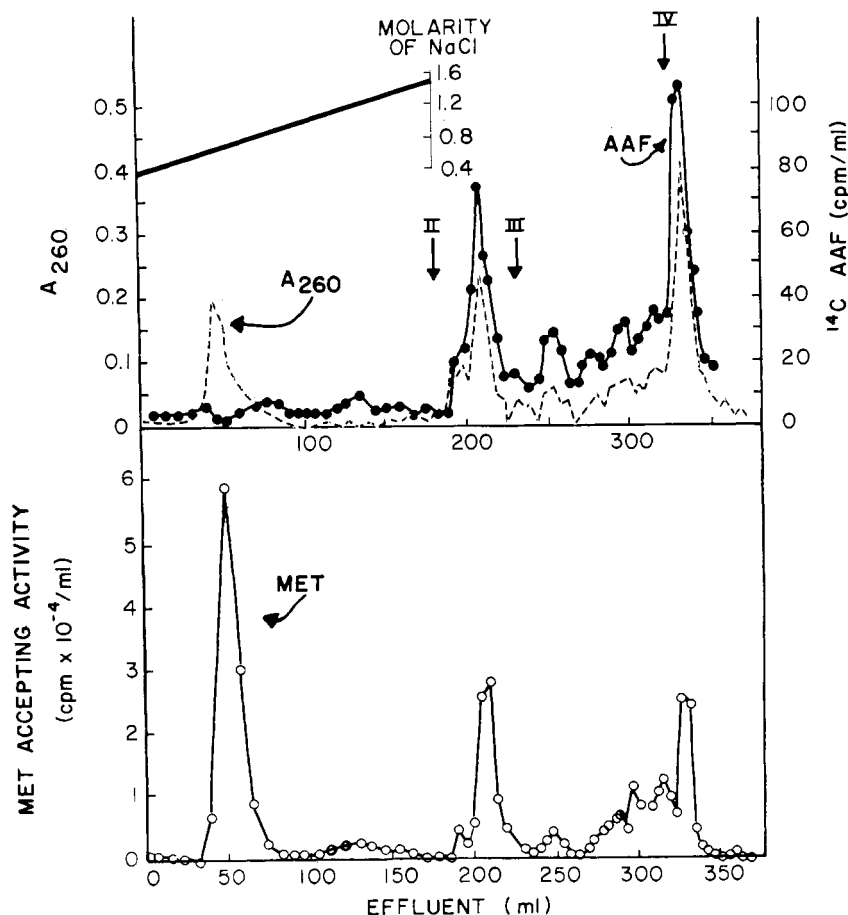 MOLARITY
OF NaCl
1.6
1.2
0.8
0.4
IV
0.5
0.4
0.3
0.2
0.1
0
A260
100
80
60
40
20
0
14C AAF (cpm/ml)
AAF
II
III
A260
100
200
300
MET ACCEPTING ACTIVITY
(cpm x 10-4/ml)
6
5
4
3
2
1
0
MET
0
50
100
150
200
250
300
350
EFFLUENT (ml)